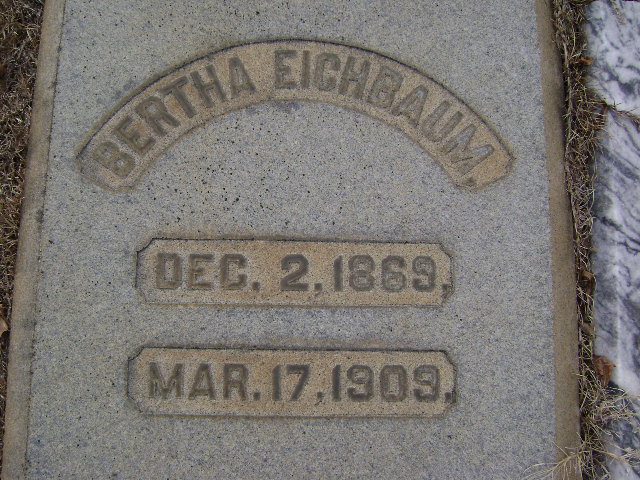 BERTHA EICHBAUM.
DEC. 2. 1869.
MAR. 17, 1909.